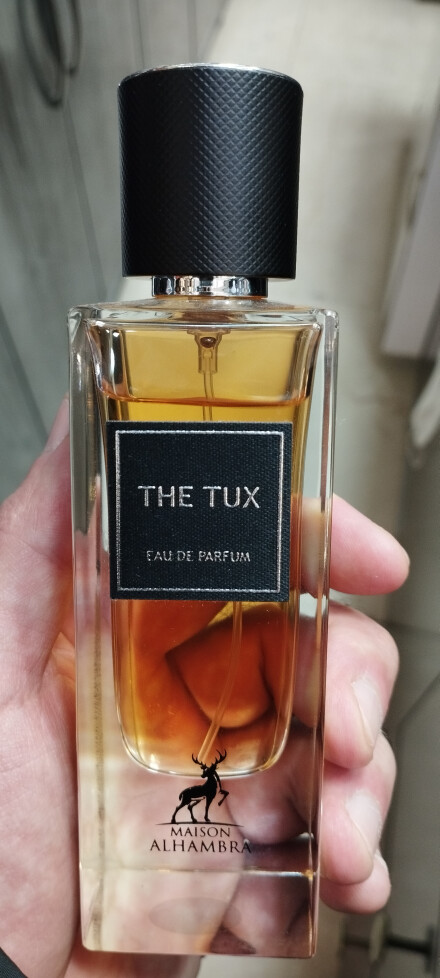 THE TUX
EAU DE PARFUM
MAISON
ALHAMBRA